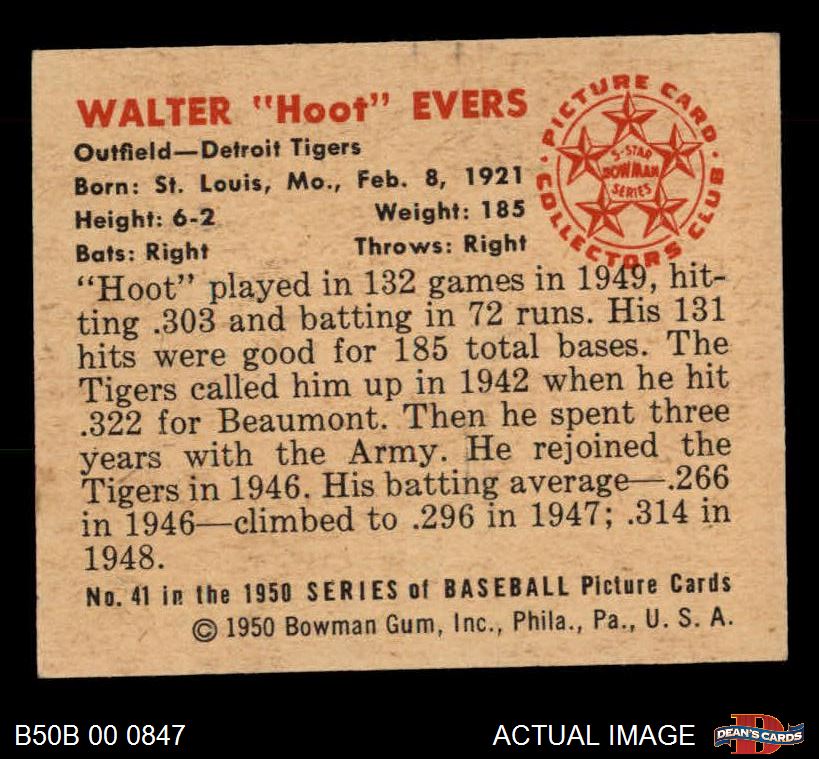 WALTER "Hoot" EVERS
Outfield—Detroit Tigers
Born: St. Louis, Mo., Feb. 8, 1921
Height: 6-2 Weight: 185
Bats: Right Throws: Right
PICTURE CARD
COLLECTORS CLUB
5-STAR
BOWMAN
SERIES
"Hoot" played in 132 games in 1949, hit-
ting .303 and batting in 72 runs. His 131
hits were good for 185 total bases. The
Tigers called him up in 1942 when he hit
.322 for Beaumont. Then he spent three
years with the Army. He rejoined the
Tigers in 1946. His batting average—.266
in 1946—climbed to .296 in 1947; .314 in
1948.
No. 41 in the 1950 SERIES of BASEBALL Picture Cards
© 1950 Bowman Gum, Inc., Phila., Pa., U. S. A.
B50B 00 0847 ACTUAL IMAGE
D
DEAN'S CARDS